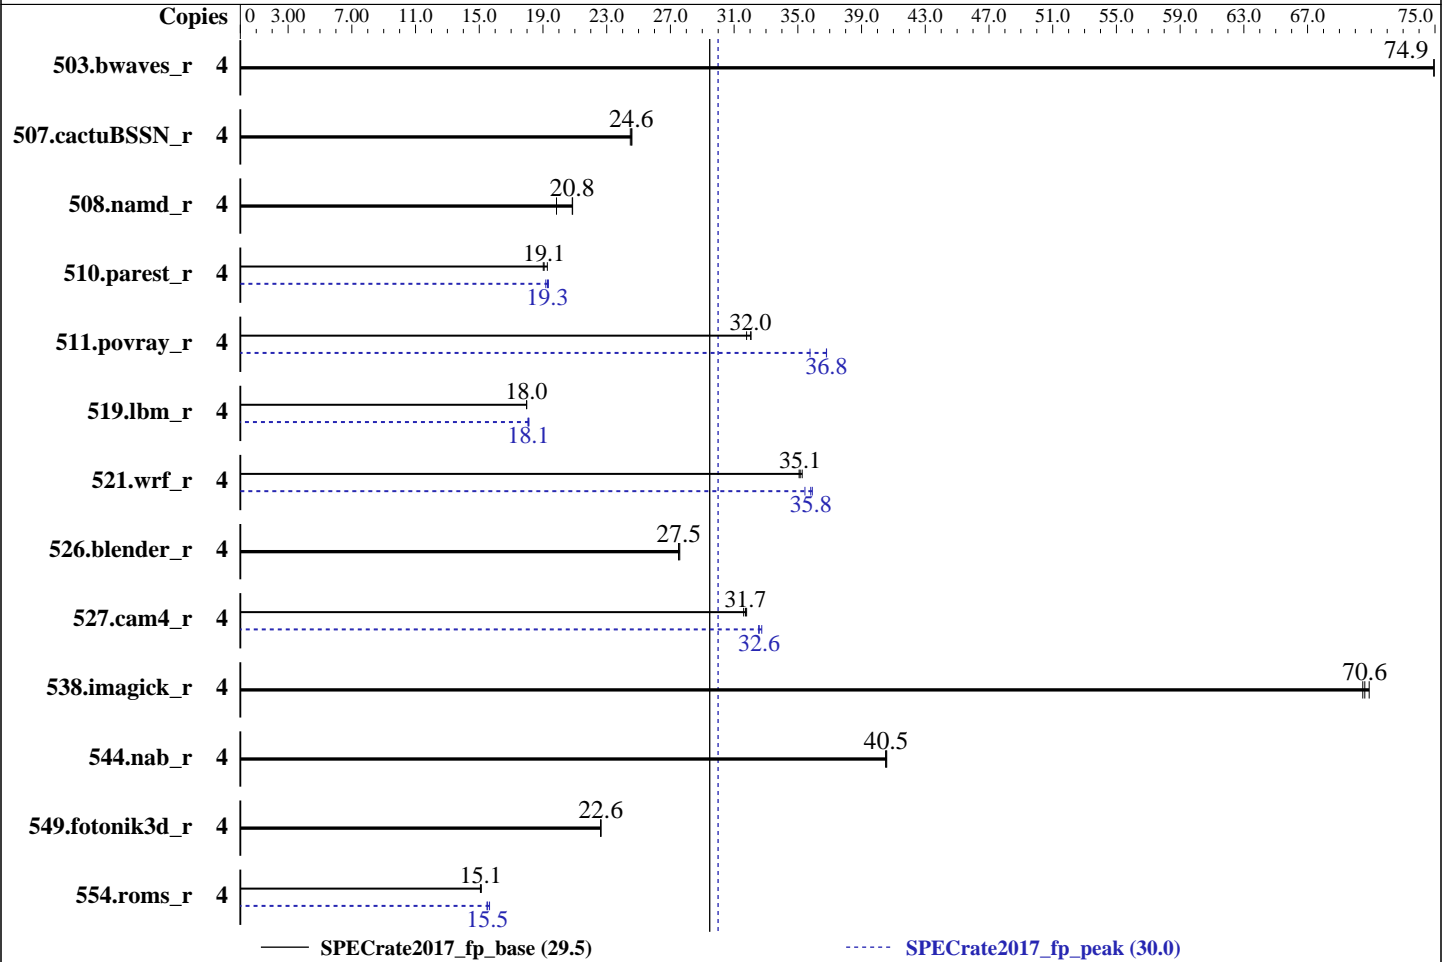 Copies 0 3.00 7.00 11.0 15.0 19.0 23.0 27.0 31.0 35.0 39.0 43.0 47.0 51.0 55.0 59.0 63.0 67.0 75.0
503.bwaves_r 4 74.9
507.cactuBSSN_r 4 24.6
508.namd_r 4 20.8
510.parest_r 4 19.1
19.3
511.povray_r 4 32.0
36.8
519.lbm_r 4 18.0
18.1
521.wrf_r 4 35.1
35.8
526.blender_r 4 27.5
527.cam4_r 4 31.7
32.6
538.imagick_r 4 70.6
544.nab_r 4 40.5
549.fotonik3d_r 4 22.6
554.roms_r 4 15.1
15.5
SPECrate2017_fp_base (29.5) SPECrate2017_fp_peak (30.0)